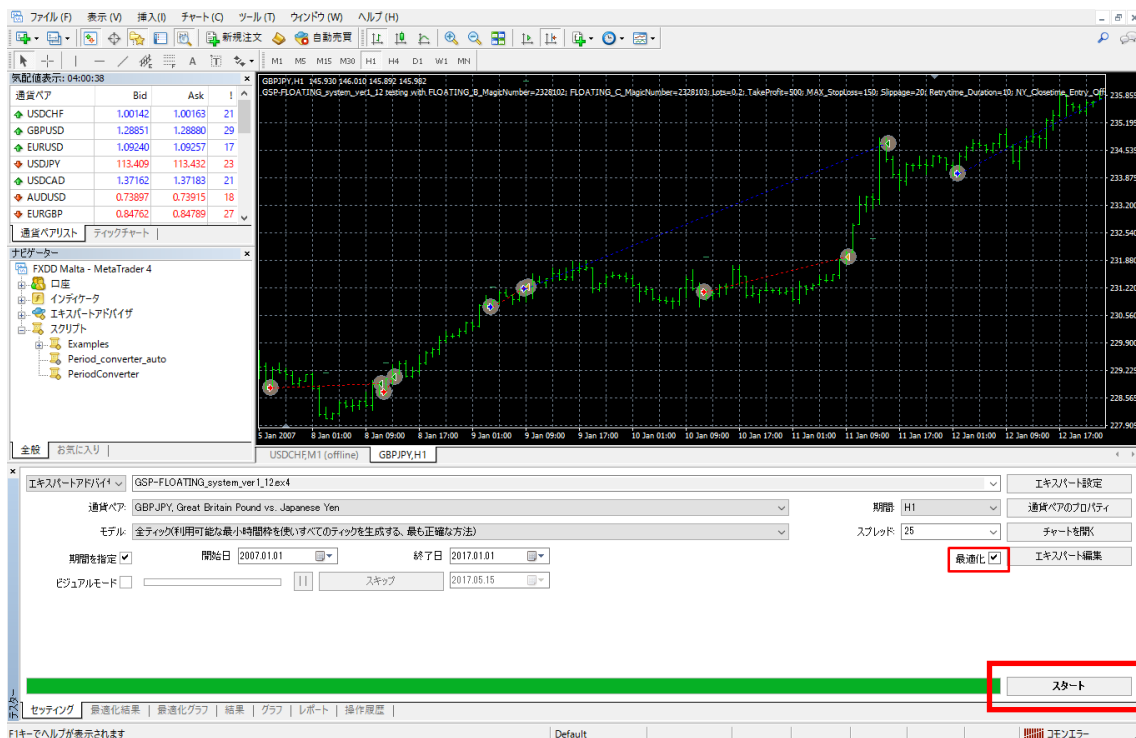 ファイル (F) 表示 (V) 挿入(I) チャート(C) ツール(T) ウィンドウ(W) ヘルプ(H)
新規注文 自動売買
A T M1 M5 M15 M30 H1 H4 D1 W1 MN
気配値表示: 04:00:38
通貨ペア Bid Ask !
USDCHF 1.00142 1.00163 21
GBPUSD 1.28851 1.28880 29
EURUSD 1.09240 1.09257 17
USDJPY 113.409 113.432 23
USDCAD 1.37162 1.37183 21
AUDUSD 0.73897 0.73915 18
EURGBP 0.84762 0.84789 27
通貨ペアリスト ティックチャート
ナビゲーター
FXDD Malta - MetaTrader 4
口座
インディケータ
エキスパートアドバイザ
スクリプト
Examples
Period_converter_auto
PeriodConverter
全般 お気に入り
GBPJPY,H1 145.930 146.010 145.892 145.982
GSP-FLOATING_system_ver1_12 testing with FLOATING_B_MagicNumber=2328102; FLOATING_C_MagicNumber=2328103; Lots=0.2; TakeProfit=500; MAX_StopLoss=150; Slippage=20; Retrytime_Duration=10; NY_Closetime_Entry_Off
235.855
235.195
234.535
233.875
233.200
232.540
231.880
231.220
230.560
229.900
229.225
228.565
227.905
5 Jan 2007 8 Jan 01:00 8 Jan 09:00 8 Jan 17:00 9 Jan 01:00 9 Jan 09:00 9 Jan 17:00 10 Jan 01:00 10 Jan 09:00 10 Jan 17:00 11 Jan 01:00 11 Jan 09:00 11 Jan 17:00 12 Jan 01:00 12 Jan 09:00 12 Jan 17:00
USDCHF,M1 (offline) GBPJPY,H1
エキスパートアドバイザ GSP-FLOATING_system_ver1_12.ex4 エキスパート設定
通貨ペア: GBPJPY, Great Britain Pound vs. Japanese Yen 期間: H1 通貨ペアのプロパティ
モデル: 全ティック(利用可能な最小時間枠を使いすべてのティックを生成する、最も正確な方法) スプレッド: 25 チャートを開く
期間を指定 開始日 2007.01.01 終了日 2017.01.01 最適化 エキスパート編集
ビジュアルモード スキップ 2017.05.15
スタート
テスター
セッティング 最適化結果 最適化グラフ 結果 グラフ レポート 操作履歴
F1キーでヘルプが表示されます Default コモンエラー